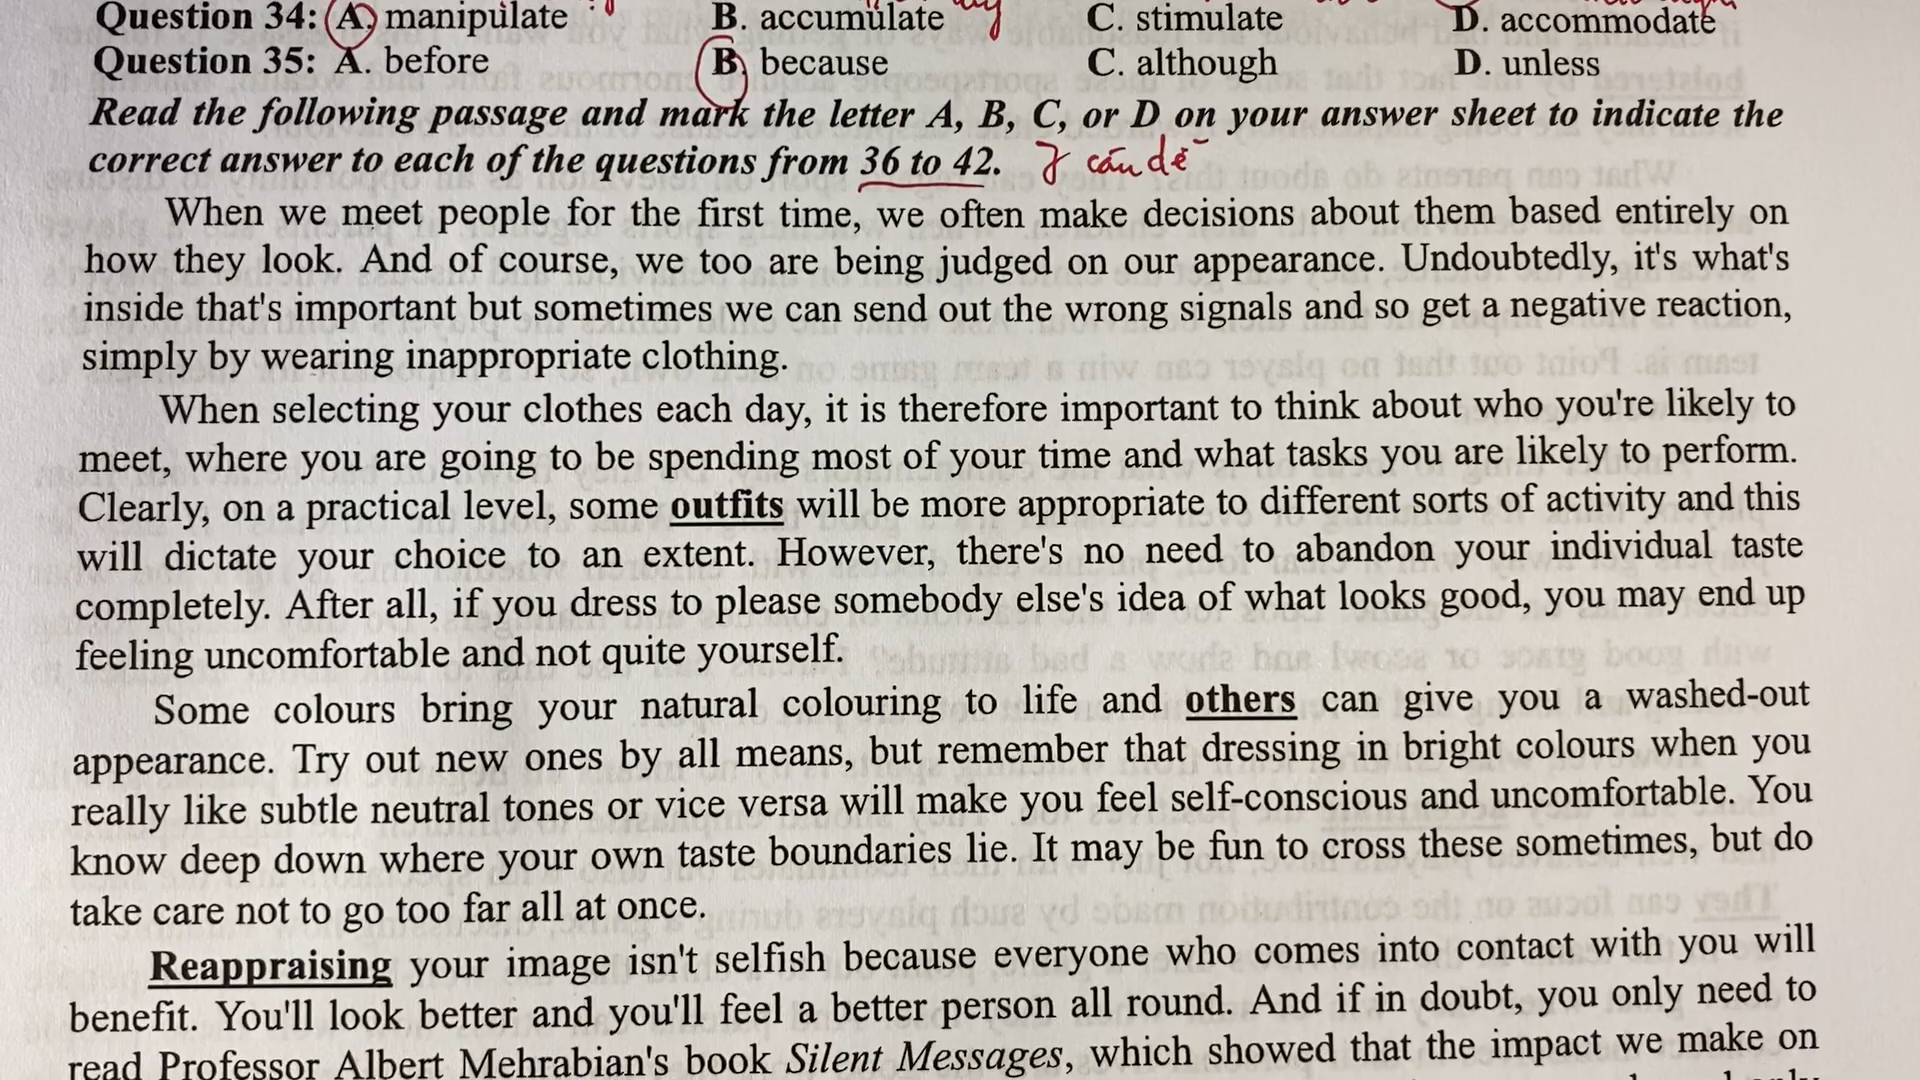 Question 34: A. manipulate B. accumulate C. stimulate D. accommodate
Question 35: A. before B. because C. although D. unless
Read the following passage and mark the letter A, B, C, or D on your answer sheet to indicate the
correct answer to each of the questions from 36 to 42. 7 câu dễ
When we meet people for the first time, we often make decisions about them based entirely on
how they look. And of course, we too are being judged on our appearance. Undoubtedly, it's what's
inside that's important but sometimes we can send out the wrong signals and so get a negative reaction,
simply by wearing inappropriate clothing.
When selecting your clothes each day, it is therefore important to think about who you're likely to
meet, where you are going to be spending most of your time and what tasks you are likely to perform.
Clearly, on a practical level, some outfits will be more appropriate to different sorts of activity and this
will dictate your choice to an extent. However, there's no need to abandon your individual taste
completely. After all, if you dress to please somebody else's idea of what looks good, you may end up
feeling uncomfortable and not quite yourself.
Some colours bring your natural colouring to life and others can give you a washed-out
appearance. Try out new ones by all means, but remember that dressing in bright colours when you
really like subtle neutral tones or vice versa will make you feel self-conscious and uncomfortable. You
know deep down where your own taste boundaries lie. It may be fun to cross these sometimes, but do
take care not to go too far all at once.
Reappraising your image isn't selfish because everyone who comes into contact with you will
benefit. You'll look better and you'll feel a better person all round. And if in doubt, you only need to
read Professor Albert Mehrabian's book Silent Messages, which showed that the impact we make on